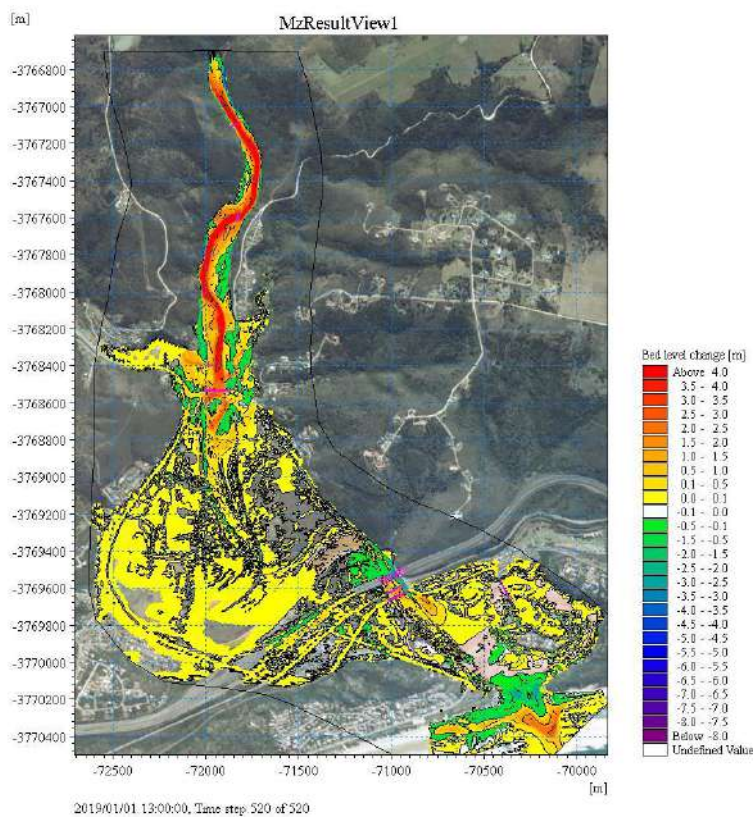 [m]
MzResultView1
-3766800
-3767000
-3767200
-3767400
-3767600
-3767800
-3768000
-3768200
-3768400
-3768600
-3768800
-3769000
-3769200
-3769400
-3769600
-3769800
-3770000
-3770200
-3770400
-72500 -72000 -71500 -71000 -70500 -70000
[m]
Bed level change [m]
Above 4.0
3.5 - 4.0
3.0 - 3.5
2.5 - 3.0
2.0 - 2.5
1.5 - 2.0
1.0 - 1.5
0.5 - 1.0
0.1 - 0.5
0.0 - 0.1
-0.1 - 0.0
-0.5 - -0.1
-1.5 - -0.5
-2.0 - -1.5
-2.5 - -2.0
-3.0 - -2.5
-3.5 - -3.0
-4.0 - -3.5
-4.5 - -4.0
-5.0 - -4.5
-5.5 - -5.0
-6.0 - -5.5
-6.5 - -6.0
-7.0 - -6.5
-7.5 - -7.0
-8.0 - -7.5
Below -8.0
Undefined Value
2019/01/01 13:00:00, Time step 520 of 520